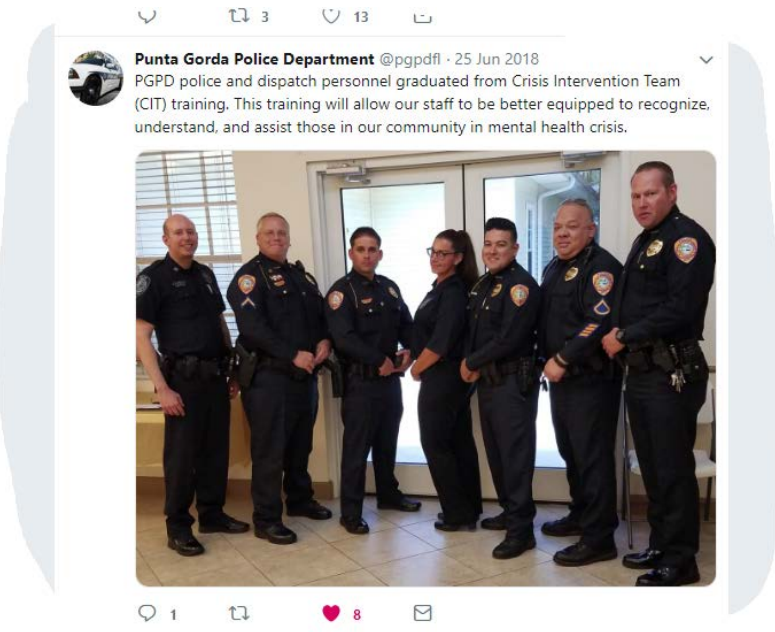 3 13
Punta Gorda Police Department @pgpdfl · 25 Jun 2018
PGPD police and dispatch personnel graduated from Crisis Intervention Team
(CIT) training. This training will allow our staff to be better equipped to recognize,
understand, and assist those in our community in mental health crisis.
1 8